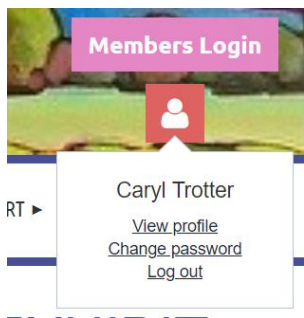 Members Login
Caryl Trotter
RT ►
View profile
Change password
Log out